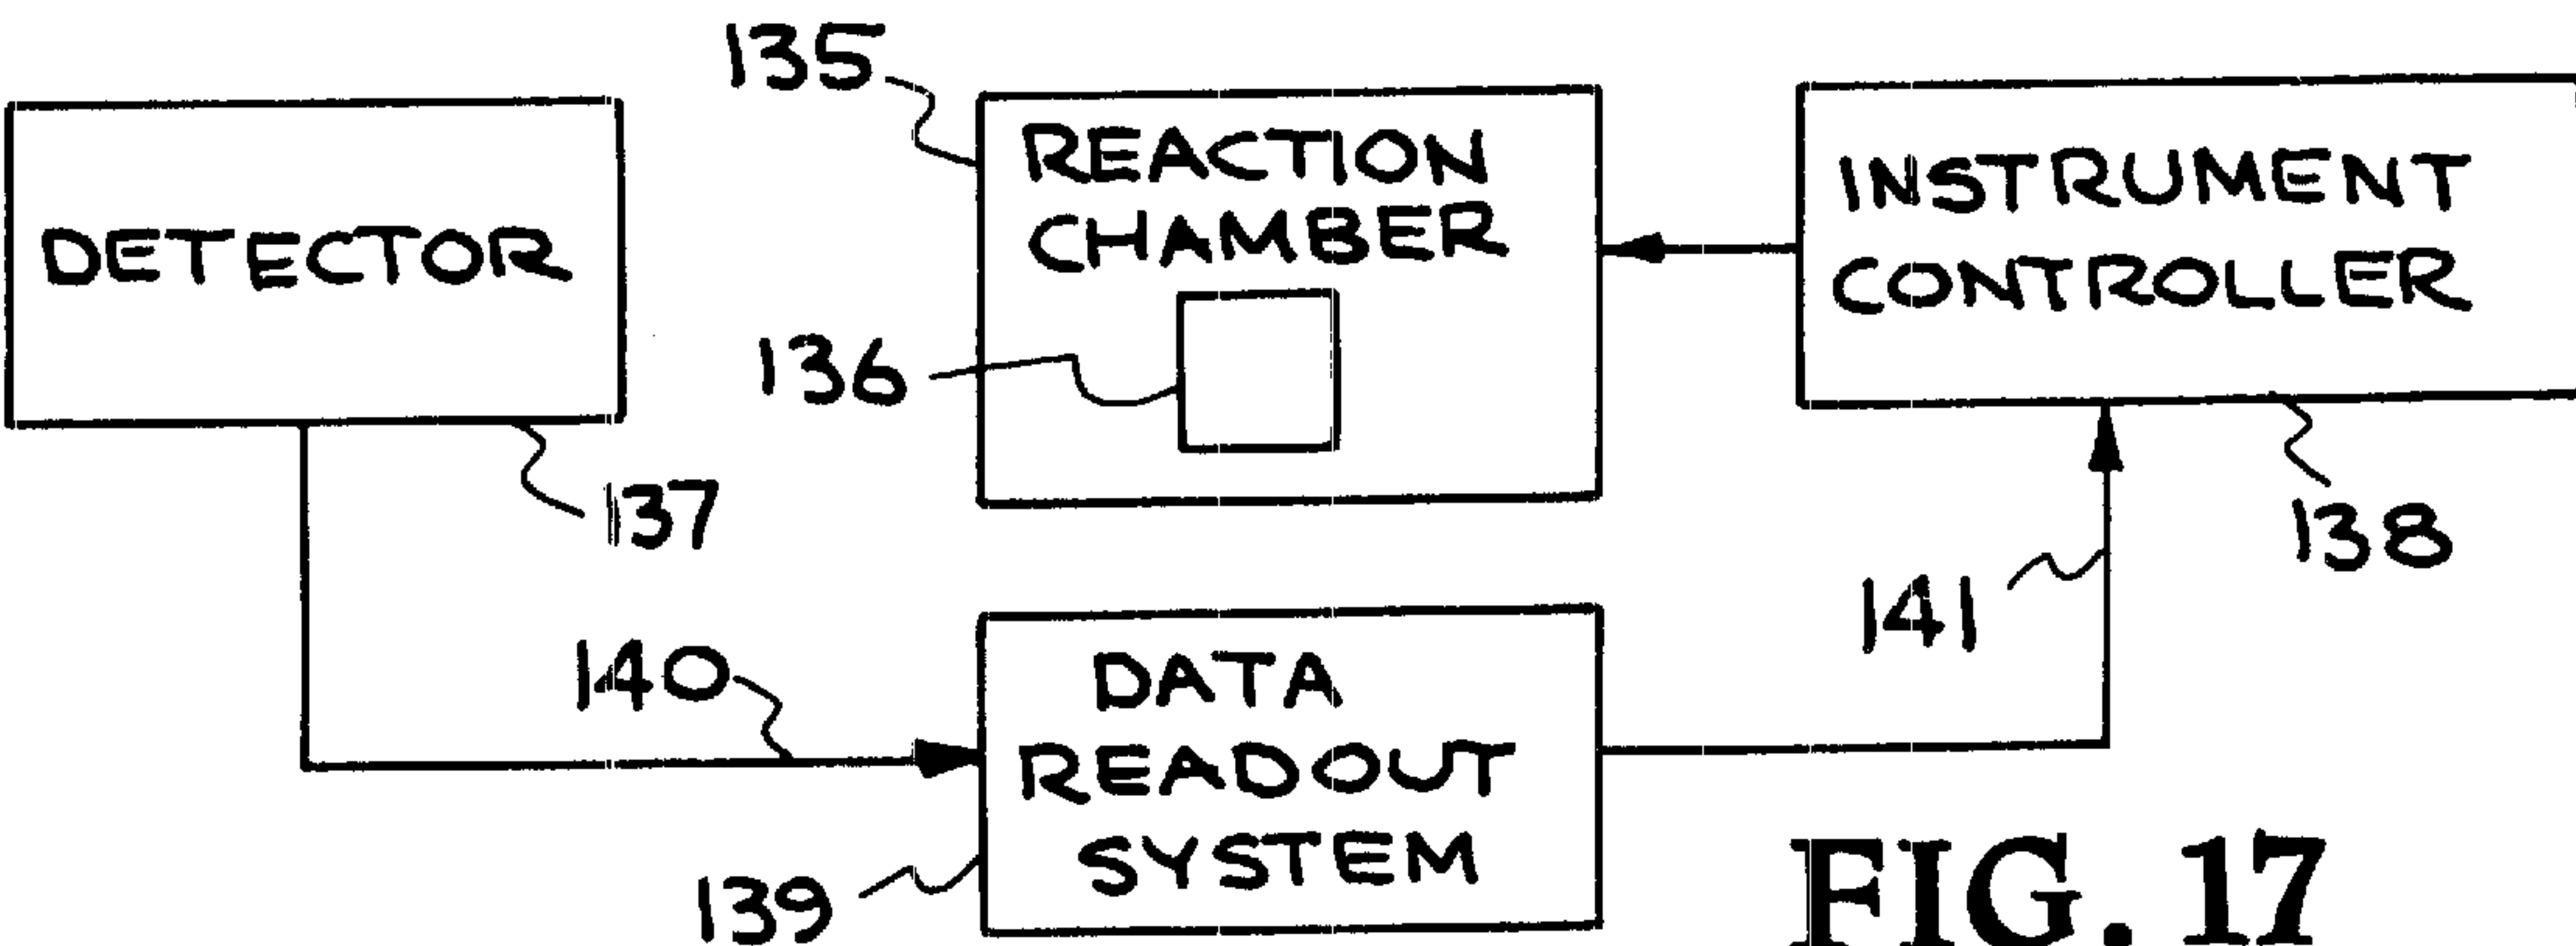 135
DETECTOR
REACTION
CHAMBER
136
INSTRUMENT
CONTROLLER
137
138
141
140
DATA
READOUT
SYSTEM
139
FIG. 17